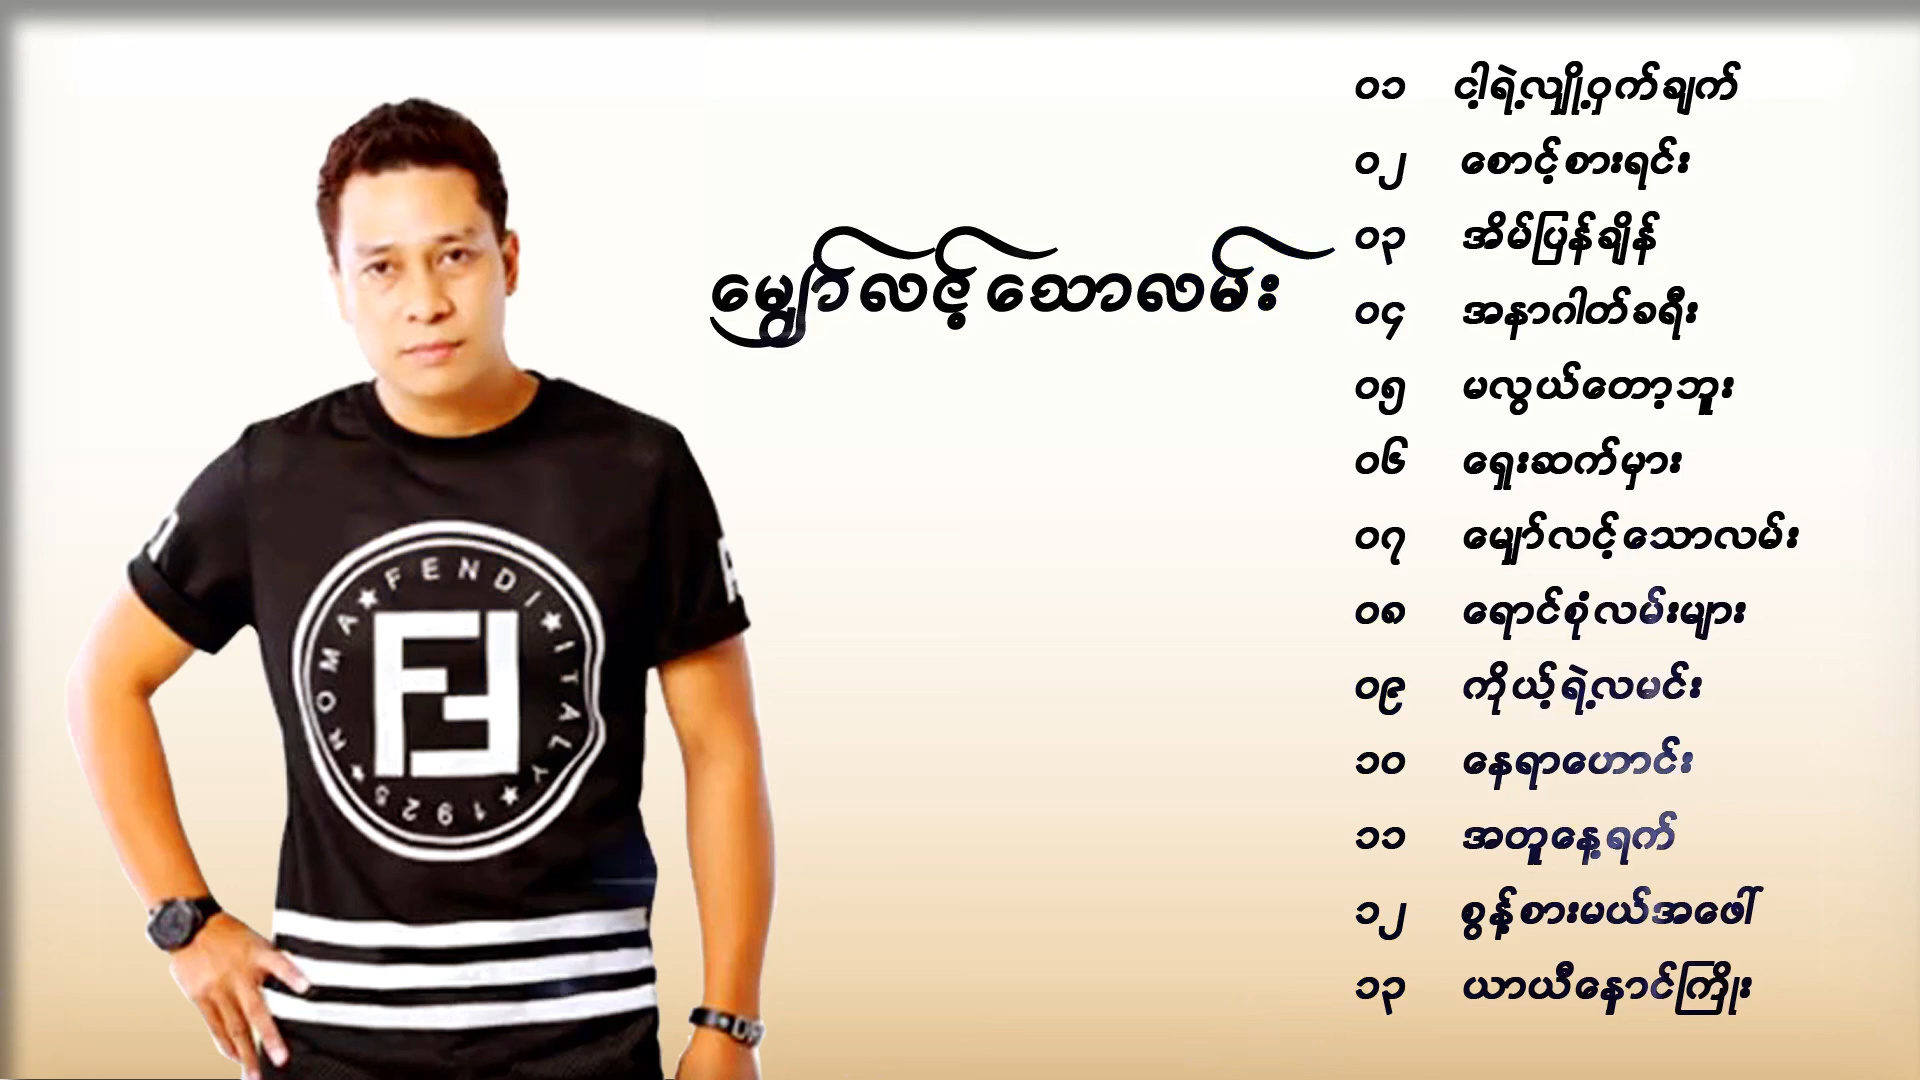 မျှော်လင့်သောလမ်း
၀၁ ငါ့ရဲ့လျှို့ဝှက်ချက်
၀၂ စောင့်စားရင်း
၀၃ အိမ်ပြန်ချိန်
၀၄ အနာဂါတ်ခရီး
၀၅ မလွယ်တော့ဘူး
၀၆ ရှေးဆက်မှား
၀၇ မျှော်လင့်သောလမ်း
၀၈ ရောင်စုံလမ်းများ
၀၉ ကိုယ့်ရဲ့လမင်း
၁၀ နေရာဟောင်း
၁၁ အတူနေ့ရက်
၁၂ စွန့်စားမယ်အဖော်
၁၃ ယာယီနှောင်ကြိုး
ROMA ★ FENDI ★ ITALY ★ 1925 ★